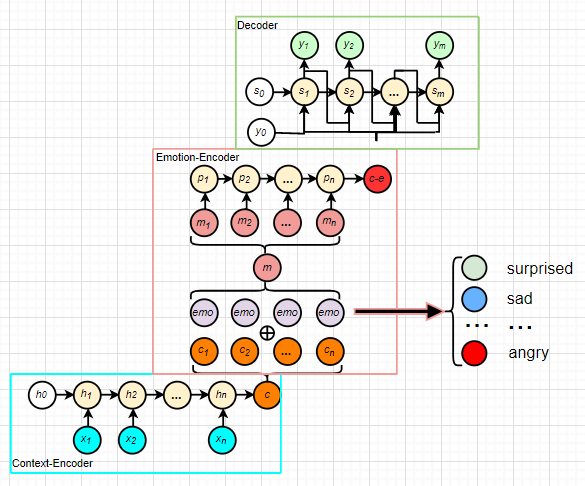 Decoder
y1 y2 ym
s0 s1 s2 ... sm
y0
Emotion-Encoder
p1 p2 ... pn c-e
m1 m2 ... mn
m
emo emo emo emo
c1 c2 ... cn
surprised
sad
... ...
angry
h0 h1 h2 ... hn c
x1 x2 xn
Context-Encoder